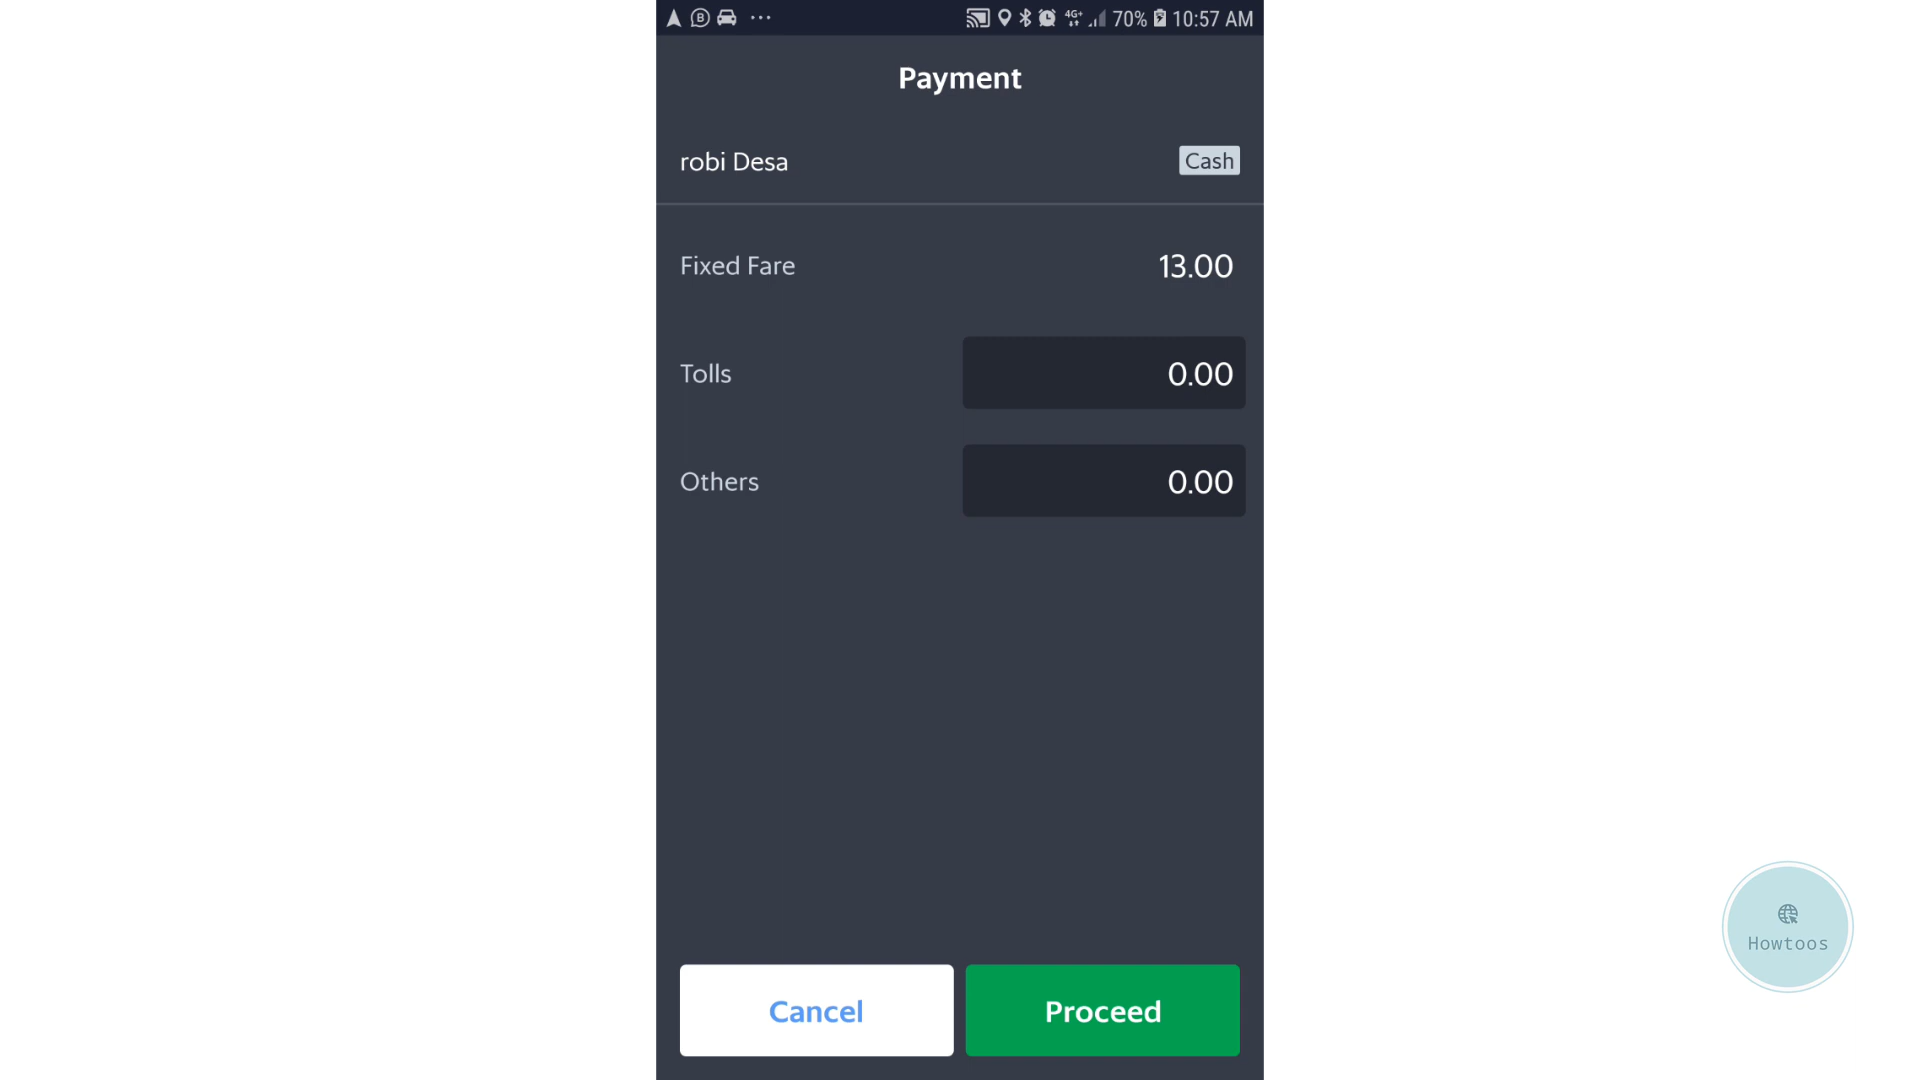 70% 10:57 AM
Payment
robi Desa Cash
Fixed Fare 13.00
Tolls 0.00
Others 0.00
Cancel Proceed
Howtoos